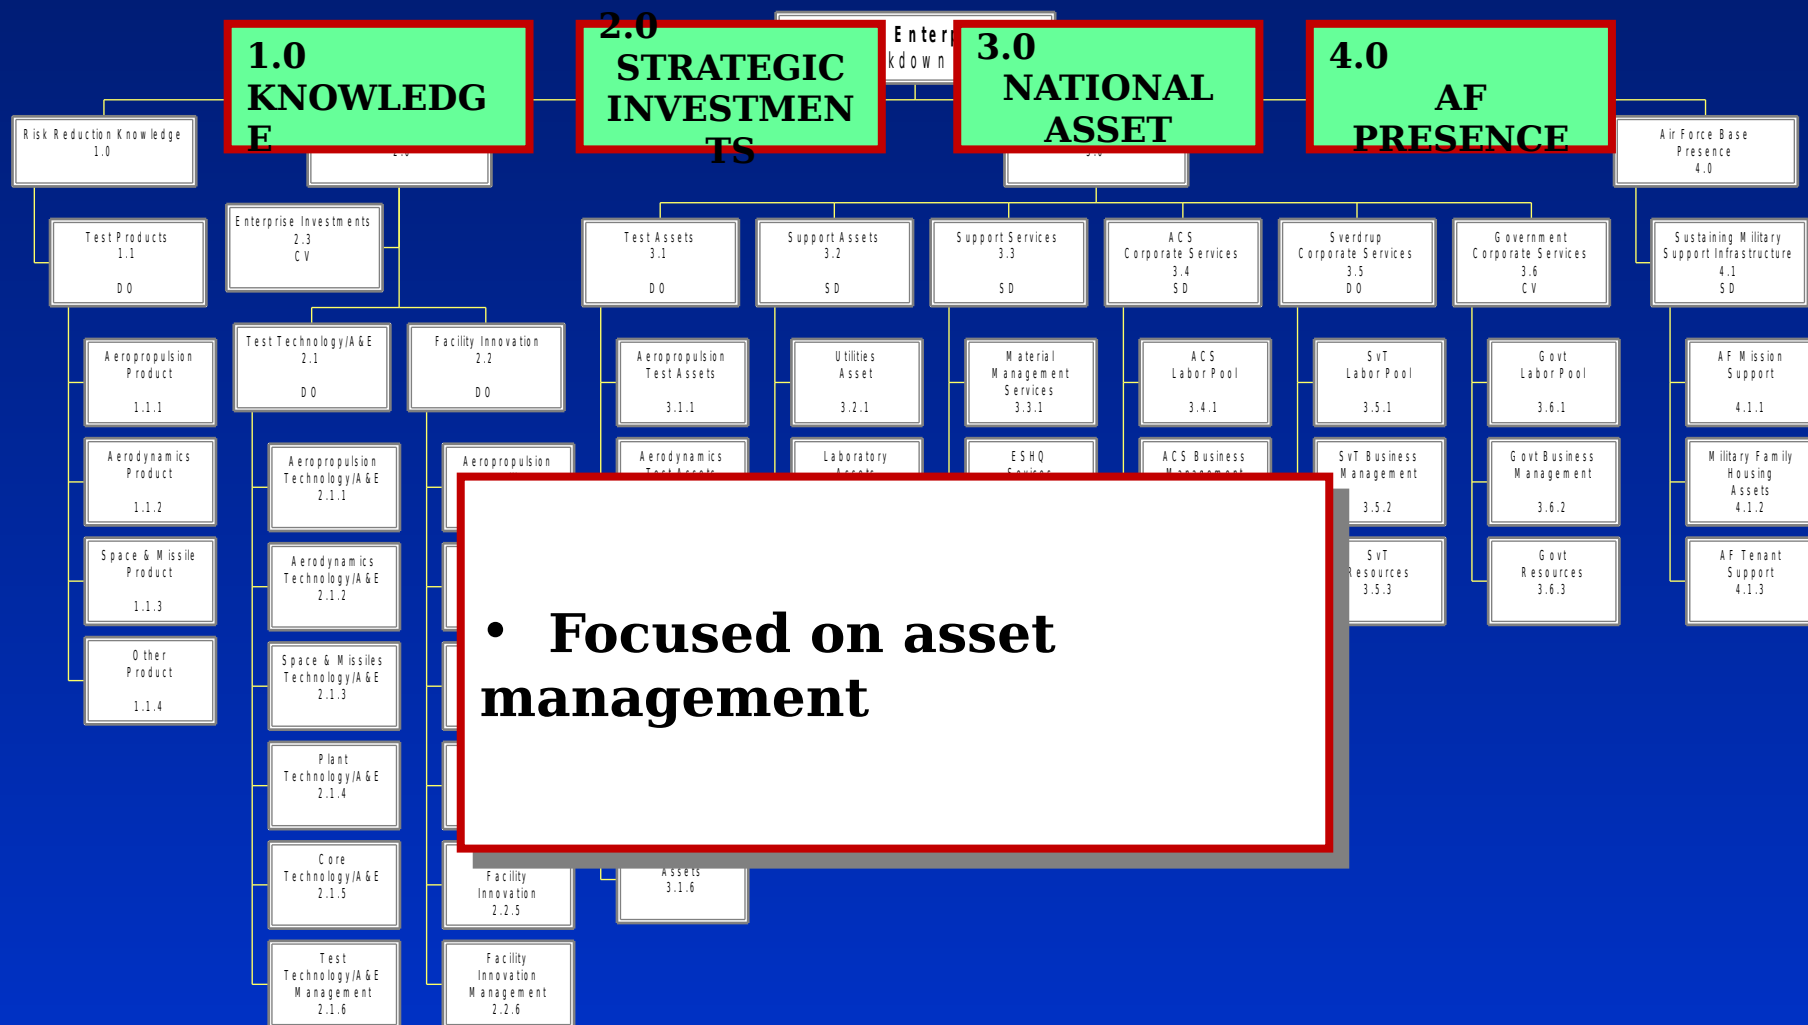 1.0
KNOWLEDG
E
2.0
STRATEGIC
INVESTMEN
TS
3.0
NATIONAL
ASSET
4.0
AF
PRESENCE
Risk Reduction Knowledge
1.0
Air Force Base
Presence
4.0
Test Products
1.1
DO
Aeropropulsion
Product
1.1.1
Aerodynamics
Product
1.1.2
Space & Missile
Product
1.1.3
Other
Product
1.1.4
Enterprise Investments
2.3
CV
Test Technology/A&E
2.1
DO
Aeropropulsion
Technology/A&E
2.1.1
Aerodynamics
Technology/A&E
2.1.2
Space & Missiles
Technology/A&E
2.1.3
Plant
Technology/A&E
2.1.4
Core
Technology/A&E
2.1.5
Test
Technology/A&E
Management
2.1.6
Facility Innovation
2.2
DO
Aeropropulsion
Facility
Innovation
2.2.5
Facility
Innovation
Management
2.2.6
Test Assets
3.1
DO
Aeropropulsion
Test Assets
3.1.1
Aerodynamics
Test Assets
Assets
3.1.6
Support Assets
3.2
SD
Utilities
Asset
3.2.1
Laboratory
Assets
Support Services
3.3
SD
Material
Management
Services
3.3.1
ESHQ
ACS
Corporate Services
3.4
SD
ACS
Labor Pool
3.4.1
ACS Business
Management
Sverdrup
Corporate Services
3.5
DO
SvT
Labor Pool
3.5.1
SvT Business
Management
3.5.2
SvT
Resources
3.5.3
Government
Corporate Services
3.6
CV
Govt
Labor Pool
3.6.1
Govt Business
Management
3.6.2
Govt
Resources
3.6.3
Sustaining Military
Support Infrastructure
4.1
SD
AF Mission
Support
4.1.1
Military Family
Housing
Assets
4.1.2
AF Tenant
Support
4.1.3
• Focused on asset
management